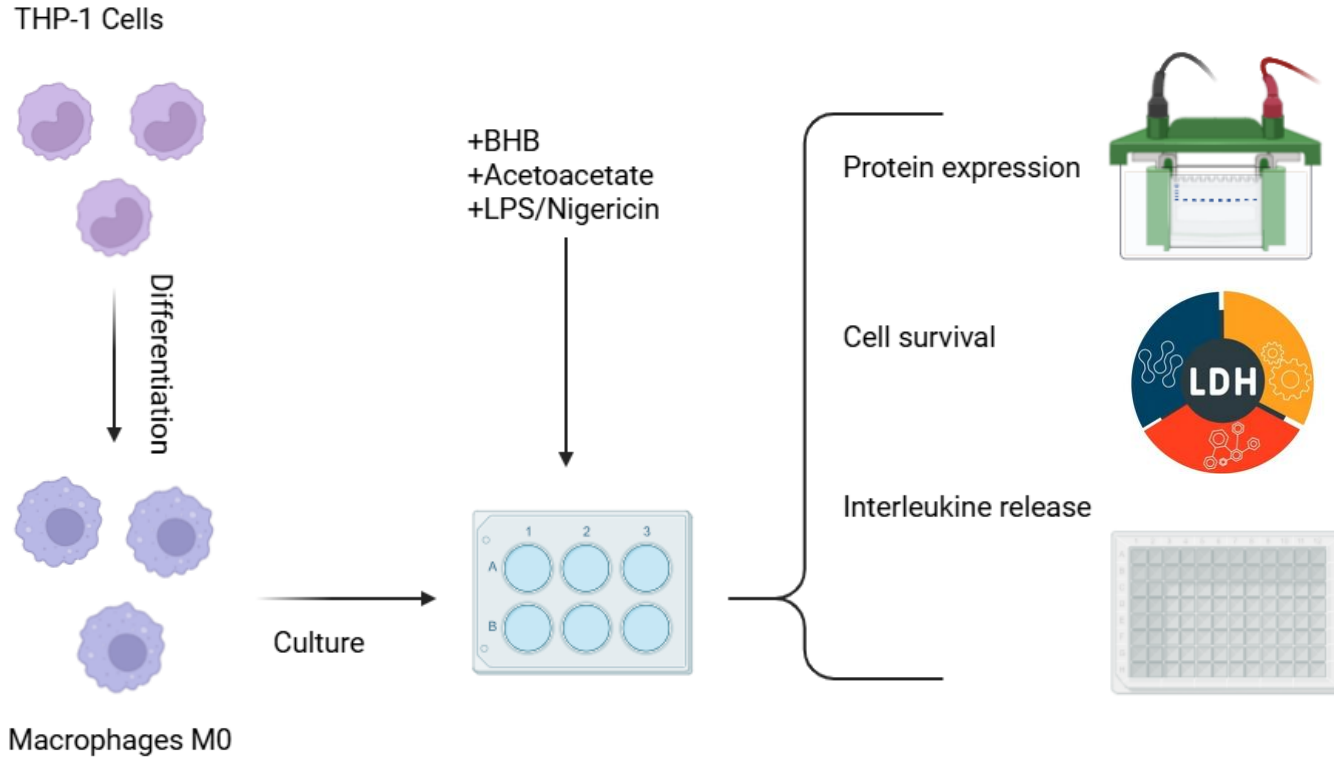 THP-1 Cells
Differentiation
Macrophages M0
Culture
+BHB
+Acetoacetate
+LPS/Nigericin
1 2 3
A
B
Protein expression
Cell survival
LDH
Interleukine release